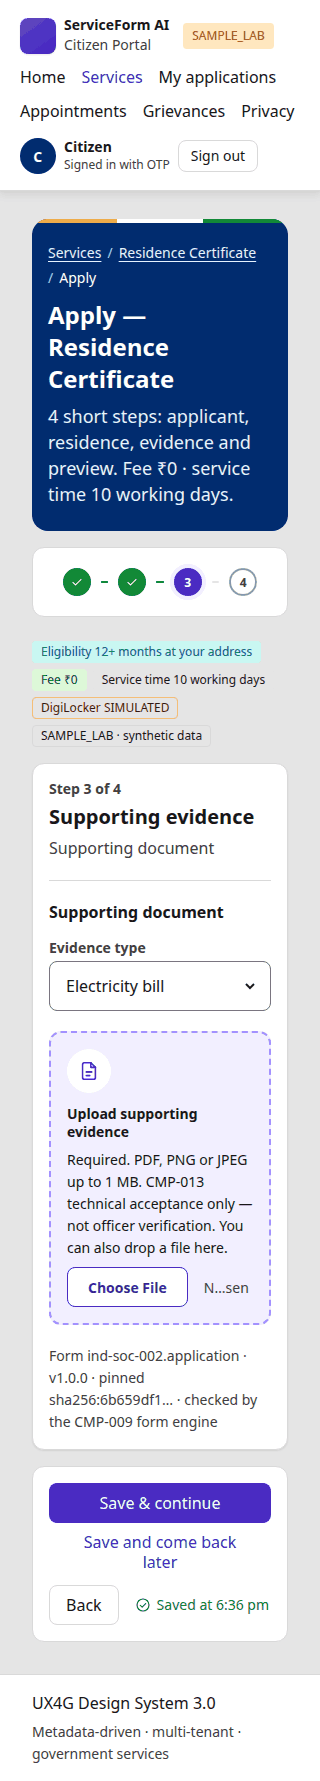 ServiceForm AI
Citizen Portal
SAMPLE_LAB
Home Services My applications
Appointments Grievances Privacy
C
Citizen
Signed in with OTP
Sign out
Services / Residence Certificate
/ Apply
Apply —
Residence
Certificate
4 short steps: applicant,
residence, evidence and
preview. Fee ₹0 · service
time 10 working days.
3 4
Eligibility 12+ months at your address
Fee ₹0 Service time 10 working days
DigiLocker SIMULATED
SAMPLE_LAB · synthetic data
Step 3 of 4
Supporting evidence
Supporting document
Supporting document
Evidence type
Electricity bill
Upload supporting
evidence
Required. PDF, PNG or JPEG
up to 1 MB. CMP-013
technical acceptance only —
not officer verification. You
can also drop a file here.
Choose File N...sen
Form ind-soc-002.application ·
v1.0.0 · pinned
sha256:6b659df1… · checked by
the CMP-009 form engine
Save & continue
Save and come back
later
Back Saved at 6:36 pm
UX4G Design System 3.0
Metadata-driven · multi-tenant ·
government services